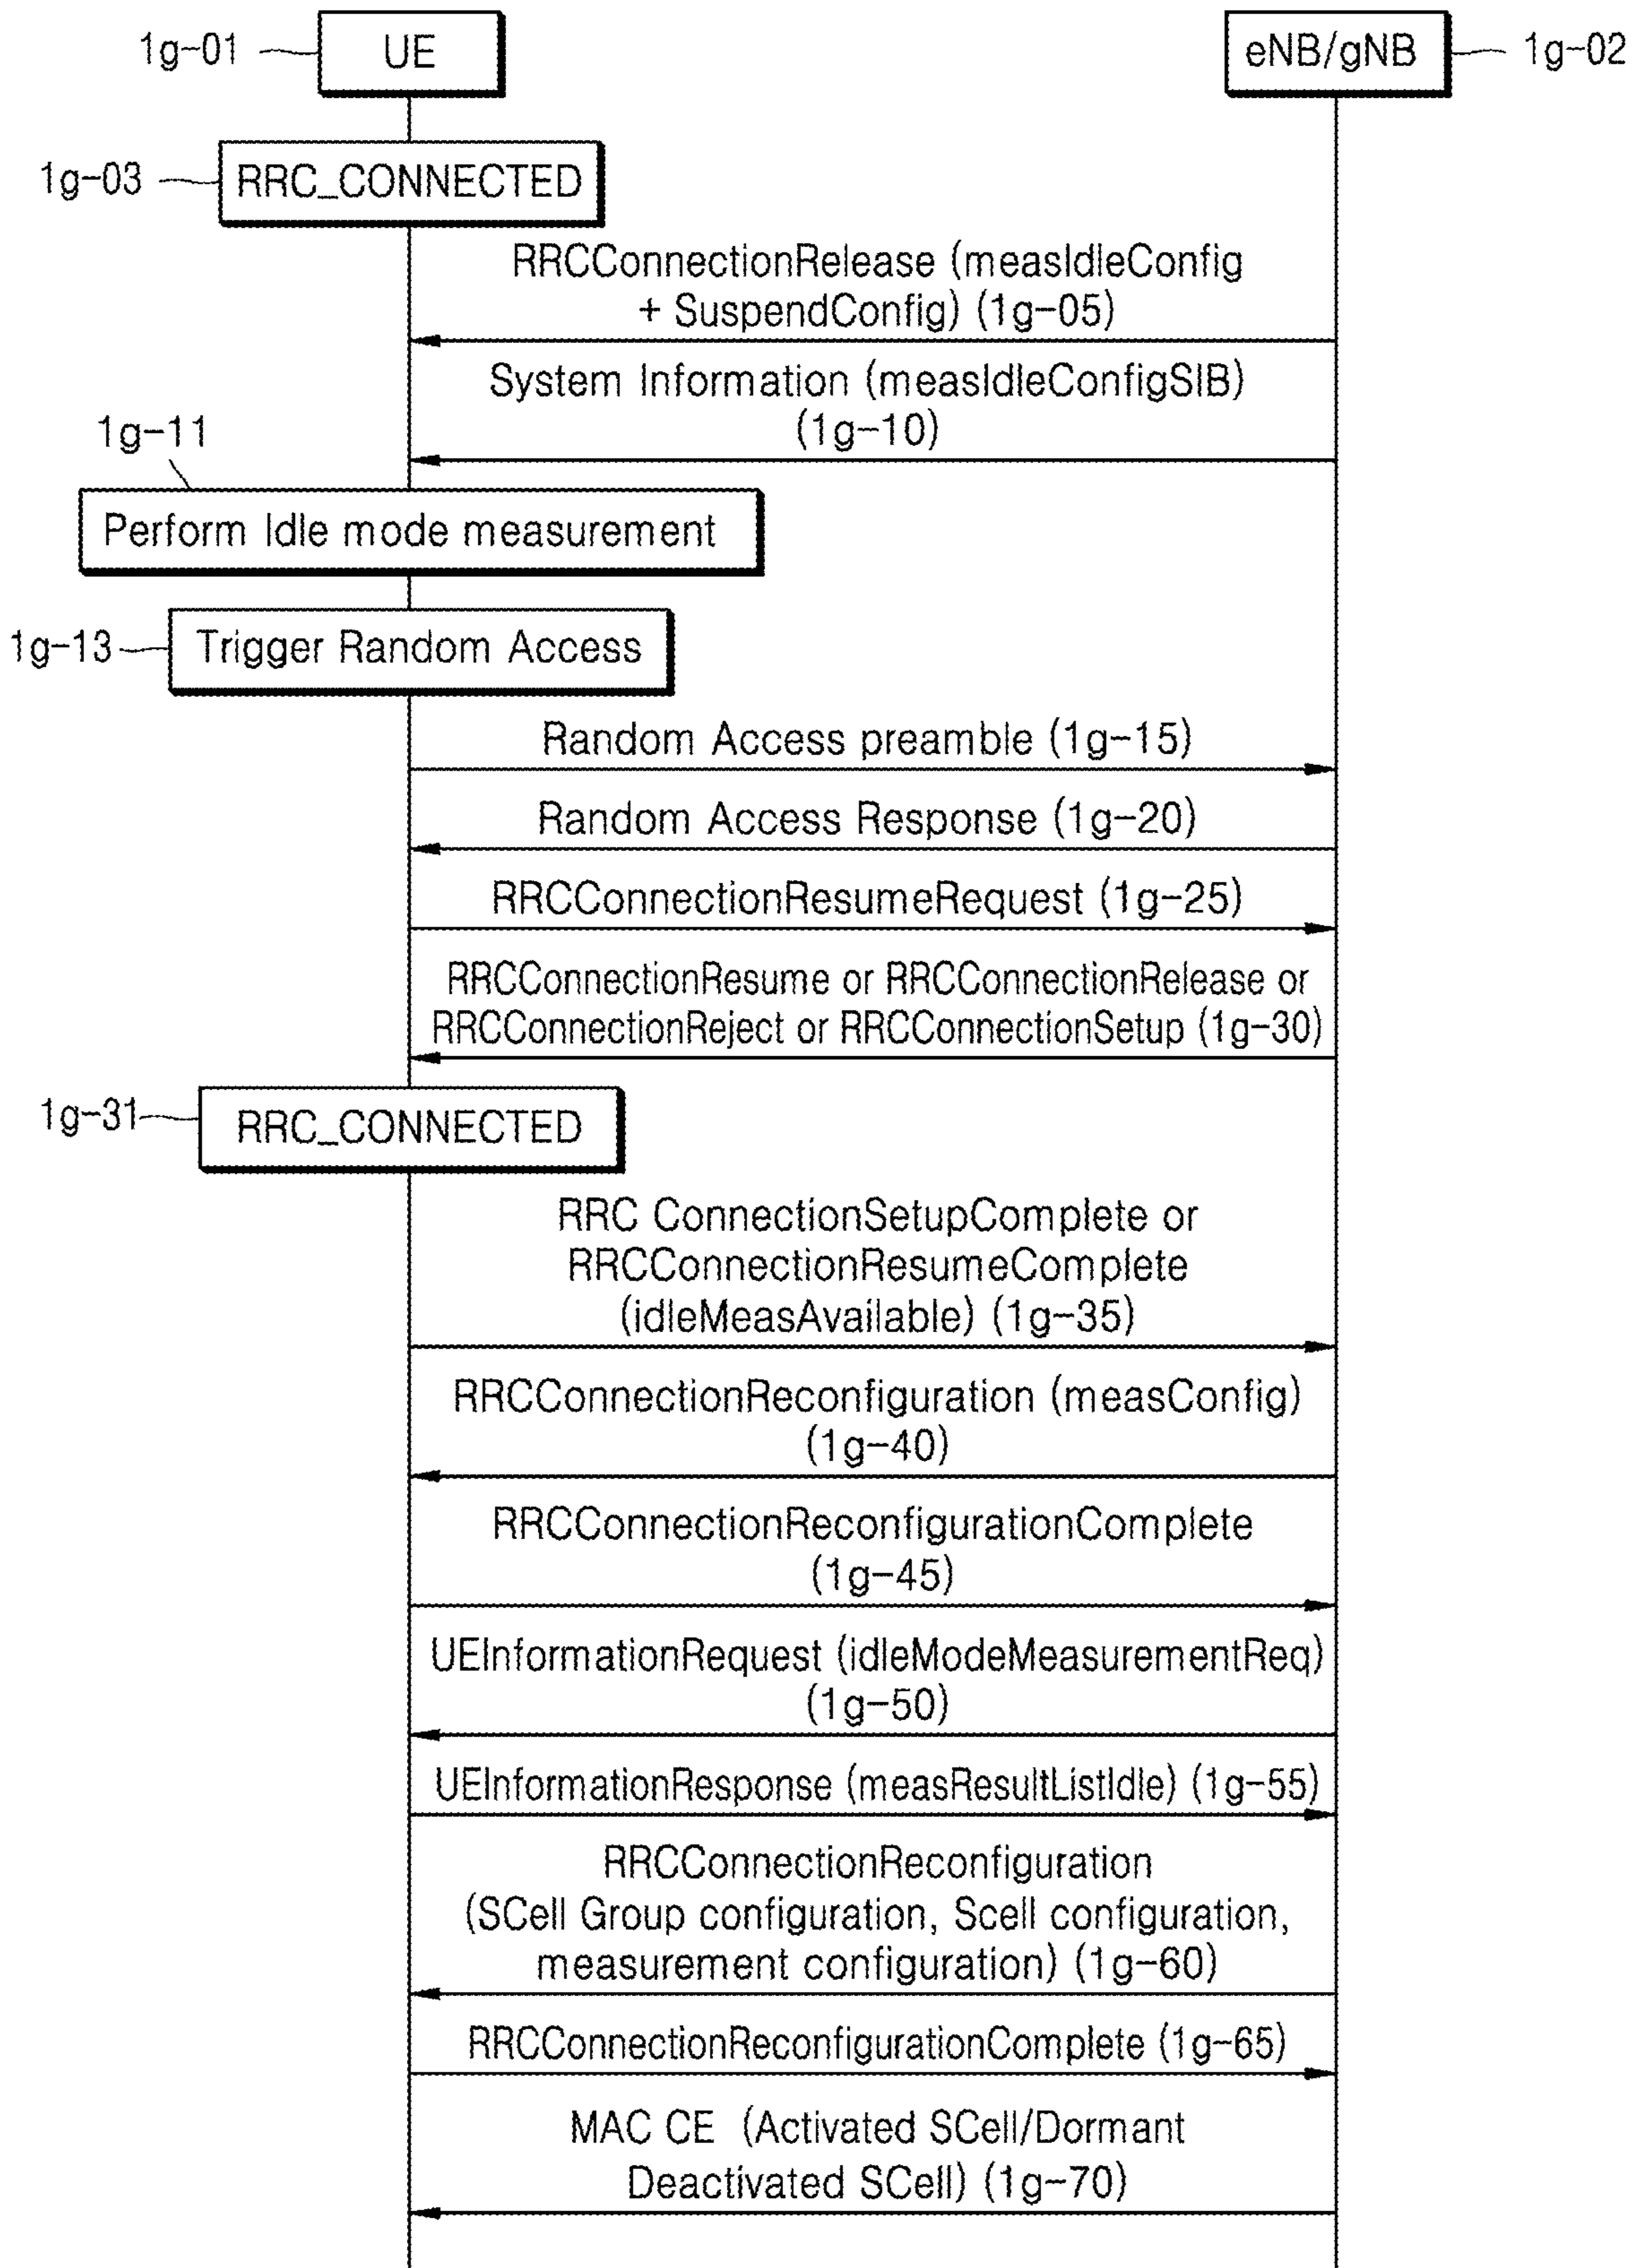 1g-01
UE
eNB/gNB
1g-02
1g-03
RRC_CONNECTED
RRCConnectionRelease (measIdleConfig
+ SuspendConfig) (1g-05)
System Information (measIdleConfigSIB)
(1g-10)
1g-11
Perform Idle mode measurement
1g-13
Trigger Random Access
Random Access preamble (1g-15)
Random Access Response (1g-20)
RRCConnectionResumeRequest (1g-25)
RRCConnectionResume or RRCConnectionRelease or
RRCConnectionReject or RRCConnectionSetup (1g-30)
1g-31
RRC_CONNECTED
RRC ConnectionSetupComplete or
RRCConnectionResumeComplete
(idleMeasAvailable) (1g-35)
RRCConnectionReconfiguration (measConfig)
(1g-40)
RRCConnectionReconfigurationComplete
(1g-45)
UEInformationRequest (idleModeMeasurementReq)
(1g-50)
UEInformationResponse (measResultListIdle) (1g-55)
RRCConnectionReconfiguration
(SCell Group configuration, Scell configuration,
measurement configuration) (1g-60)
RRCConnectionReconfigurationComplete (1g-65)
MAC CE (Activated SCell/Dormant
Deactivated SCell) (1g-70)